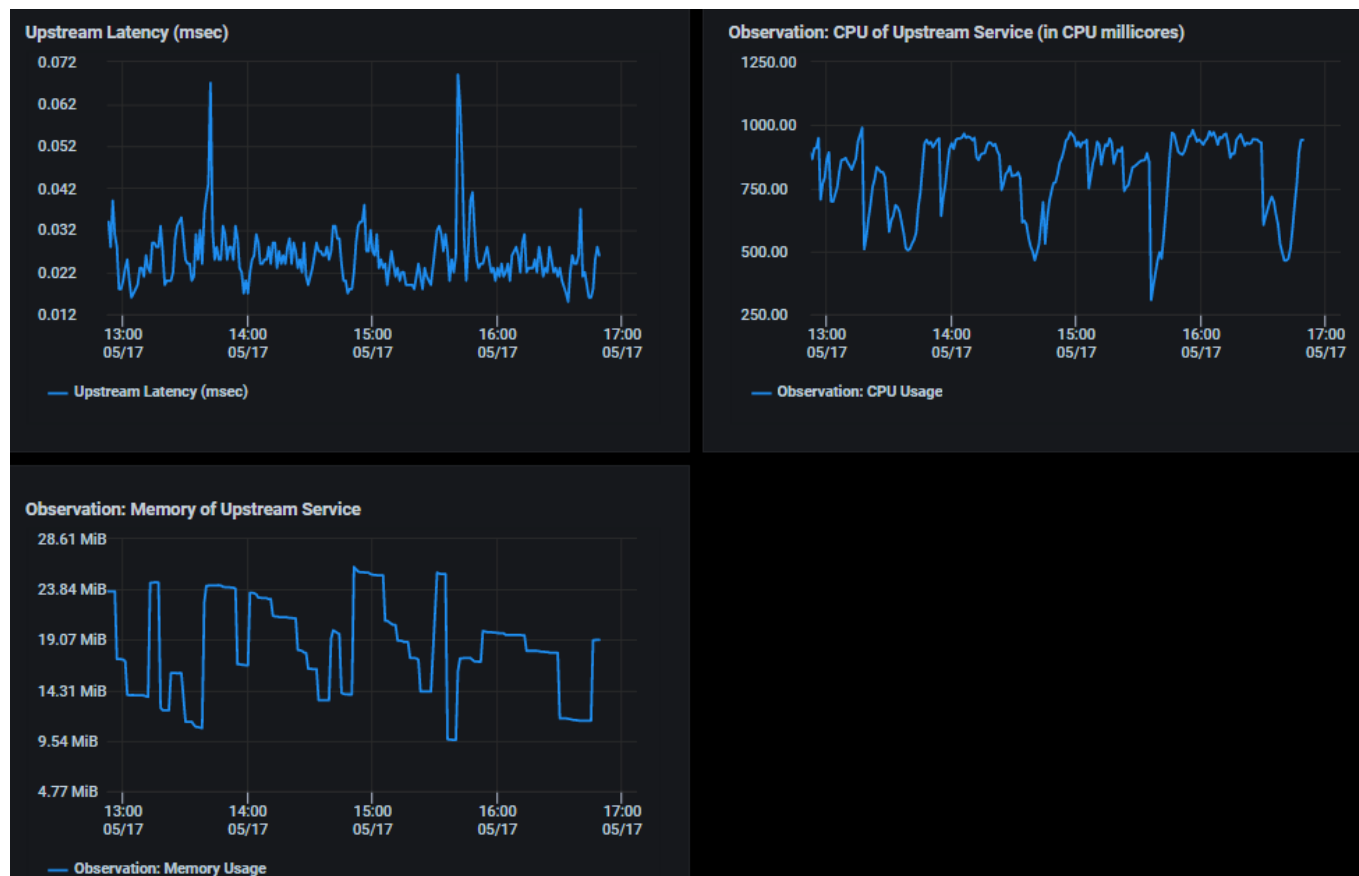 Upstream Latency (msec)
0.072
0.062
0.052
0.042
0.032
0.022
0.012
13:00 14:00 15:00 16:00 17:00
05/17 05/17 05/17 05/17 05/17
Upstream Latency (msec)
Observation: CPU of Upstream Service (in CPU millicores)
1250.00
1000.00
750.00
500.00
250.00
13:00 14:00 15:00 16:00 17:00
05/17 05/17 05/17 05/17 05/17
Observation: CPU Usage
Observation: Memory of Upstream Service
28.61 MiB
23.84 MiB
19.07 MiB
14.31 MiB
9.54 MiB
4.77 MiB
13:00 14:00 15:00 16:00 17:00
05/17 05/17 05/17 05/17 05/17
Observation: Memory Usage